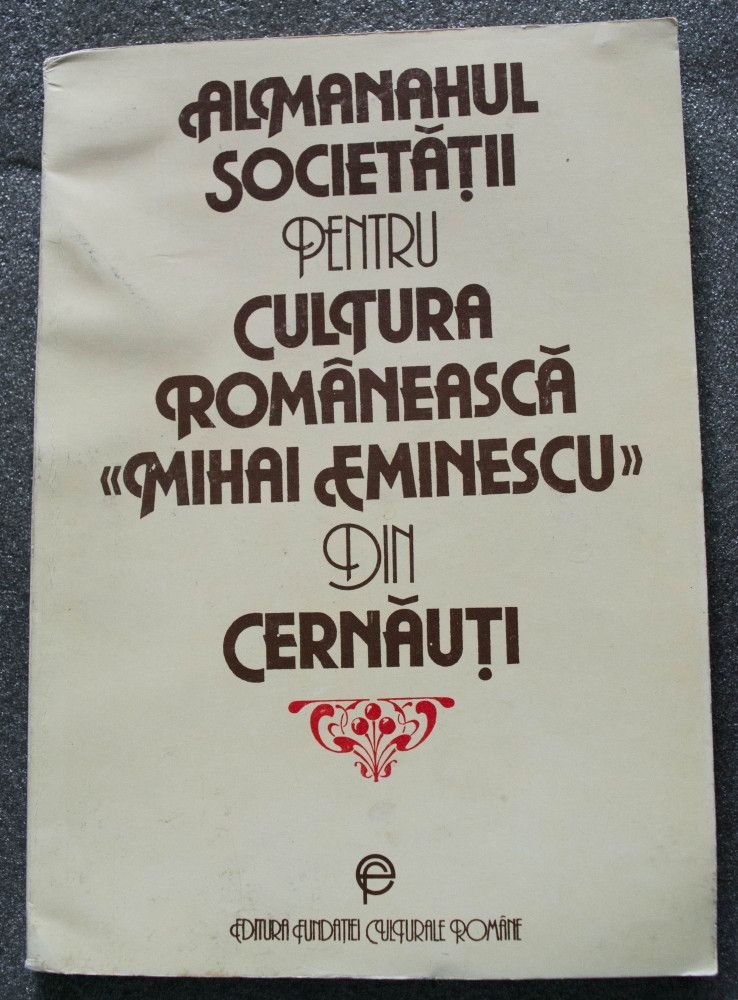 ALMANAHUL
SOCIETĂȚII
PENTRU
CULTURA
ROMÂNEASCĂ
«MIHAI EMINESCU»
DIN
CERNĂUȚI
EDITURA FUNDAȚIEI CULTURALE ROMÂNE